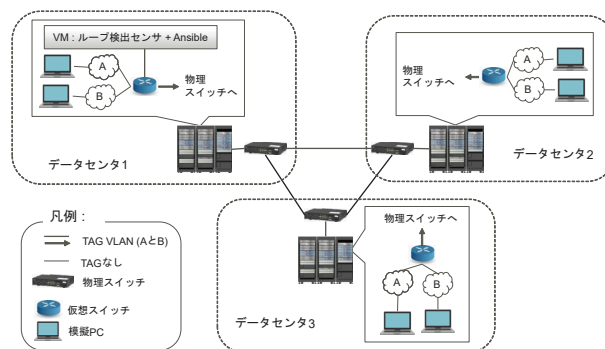 VM : ループ検出センサ + Ansible
A
B
物理
スイッチへ
データセンタ1
物理
スイッチへ
A
B
データセンタ2
凡例 :
TAG VLAN (AとB)
TAGなし
物理スイッチ
仮想スイッチ
模擬PC
物理スイッチへ
A
B
データセンタ3